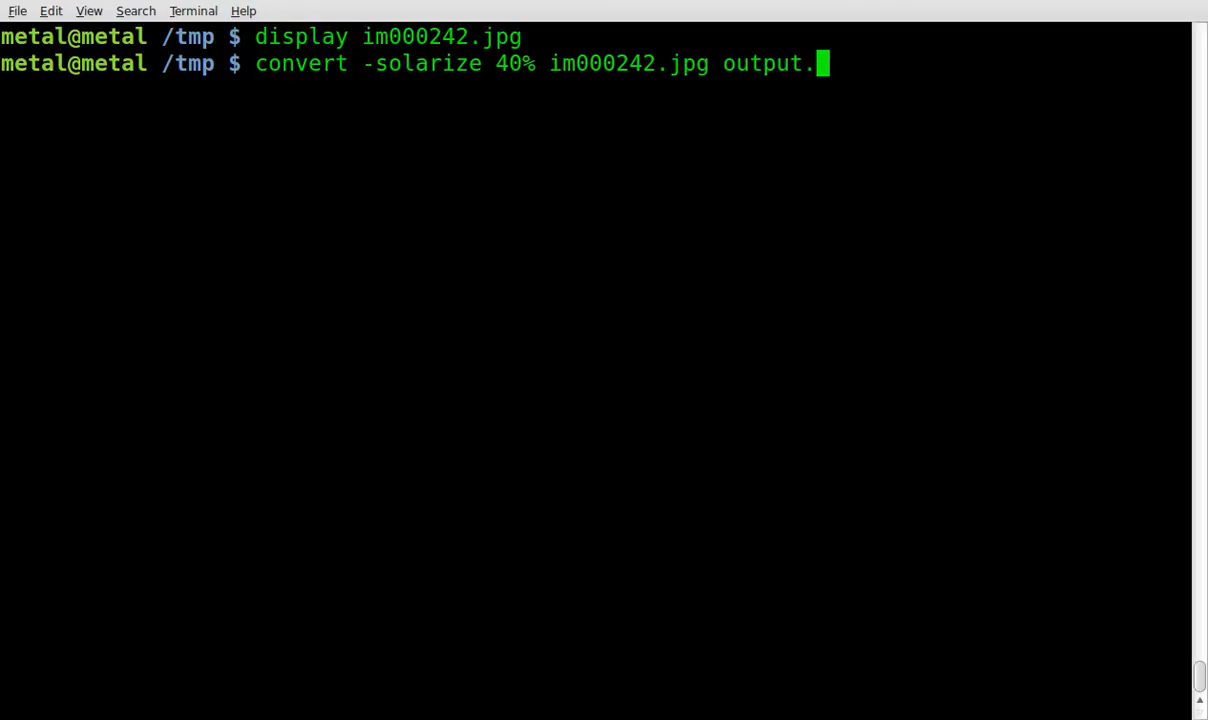 File Edit View Search Terminal Help
metal@metal /tmp $ display im000242.jpg
metal@metal /tmp $ convert -solarize 40% im000242.jpg output.